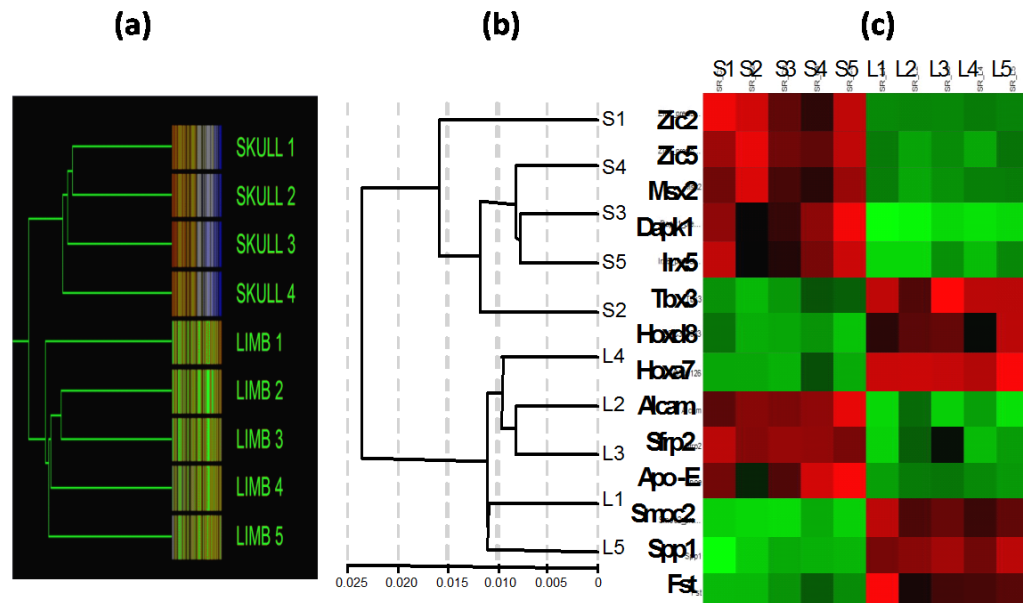 (a)
(b)
(c)
SKULL 1
SKULL 2
SKULL 3
SKULL 4
LIMB 1
LIMB 2
LIMB 3
LIMB 4
LIMB 5
S1
S4
S3
S5
S2
L4
L2
L3
L1
L5
0.025 0.020 0.015 0.010 0.005 0
S1 S2 S3 S4 S5 L1 L2 L3 L4 L5
Zic2
Zic5
Msx2
Dapk1
Irx5
Tbx3
Hoxd8
Hoxa7
Alcam
Sfrp2
Apo-E
Smoc2
Spp1
Fst